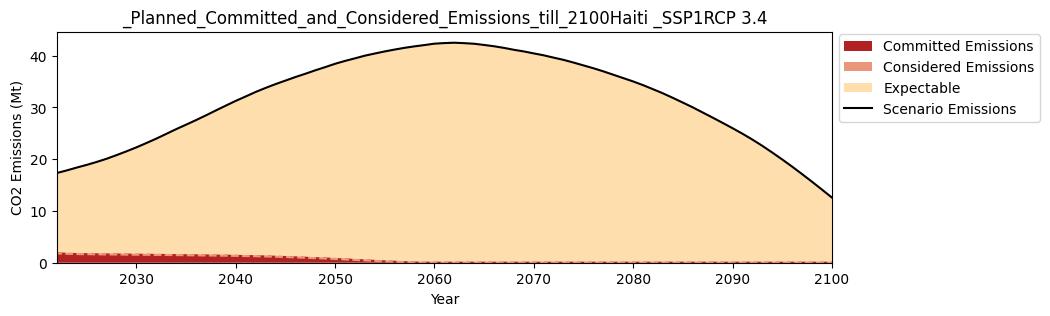 _Planned_Committed_and_Considered_Emissions_till_2100Haiti _SSP1RCP 3.4
Committed Emissions
Considered Emissions
Expectable
Scenario Emissions
CO2 Emissions (Mt)
40
30
20
10
0
2030 2040 2050 2060 2070 2080 2090 2100
Year